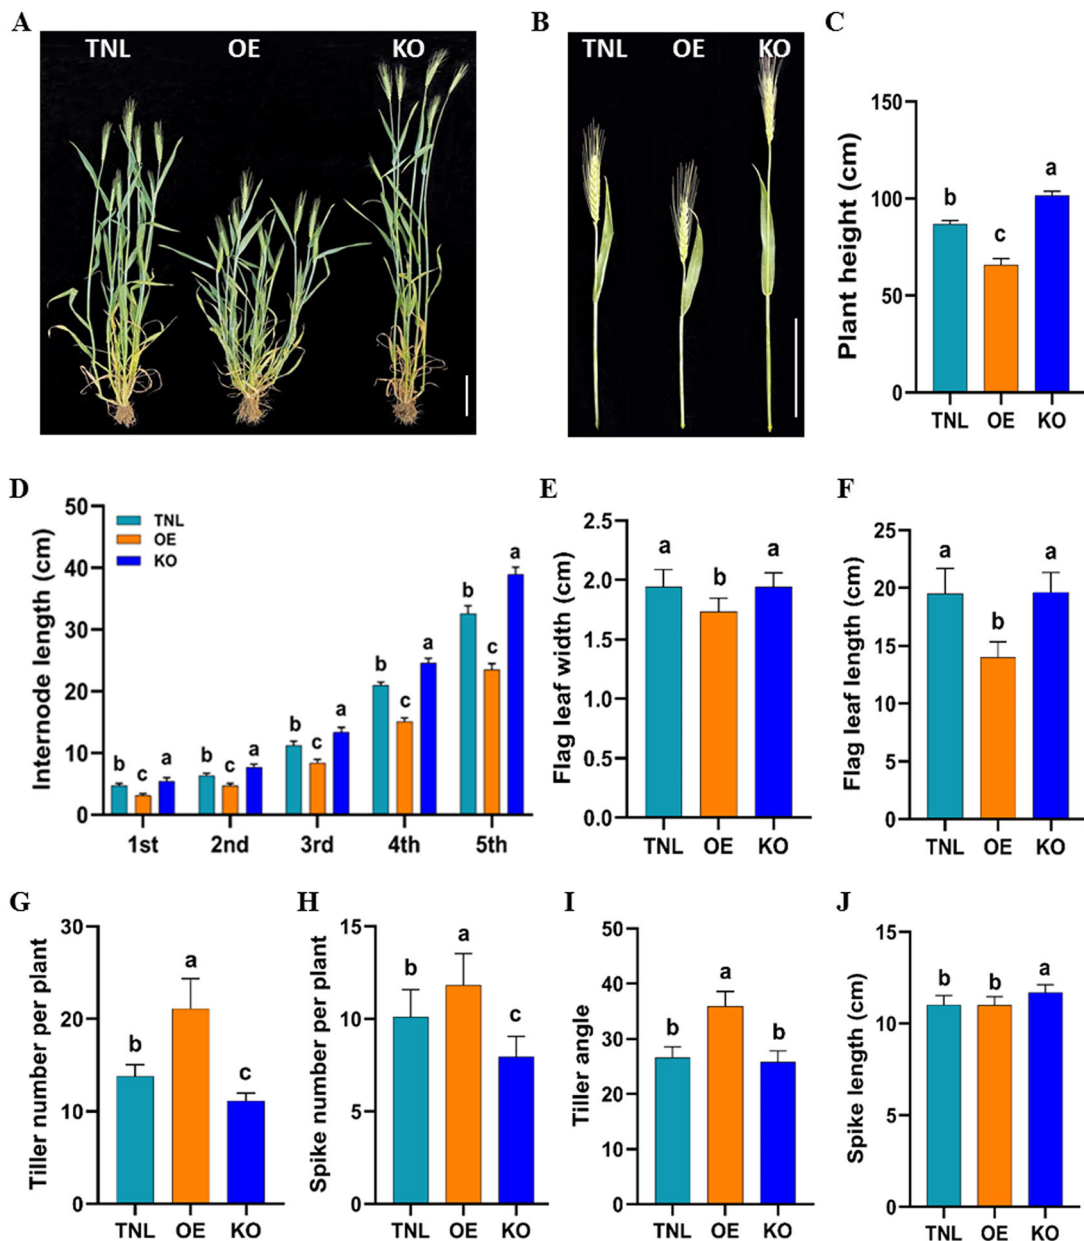 A
TNL OE KO
B
TNL OE KO
C
Plant height (cm)
150
100
50
0
b
c
a
TNL OE KO
D
Internode length (cm)
50
40
30
20
10
0
TNL
OE
KO
b c a
b c a
b c a
b c a
b c a
1st 2nd 3rd 4th 5th
E
Flag leaf width (cm)
2.5
2.0
1.5
1.0
0.5
0.0
a b a
TNL OE KO
F
Flag leaf length (cm)
25
20
15
10
5
0
a b a
TNL OE KO
G
Tiller number per plant
30
20
10
0
b a c
TNL OE KO
H
Spike number per plant
15
10
5
0
b a c
TNL OE KO
I
Tiller angle
50
40
30
20
10
0
b a b
TNL OE KO
J
Spike length (cm)
15
10
5
0
b b a
TNL OE KO